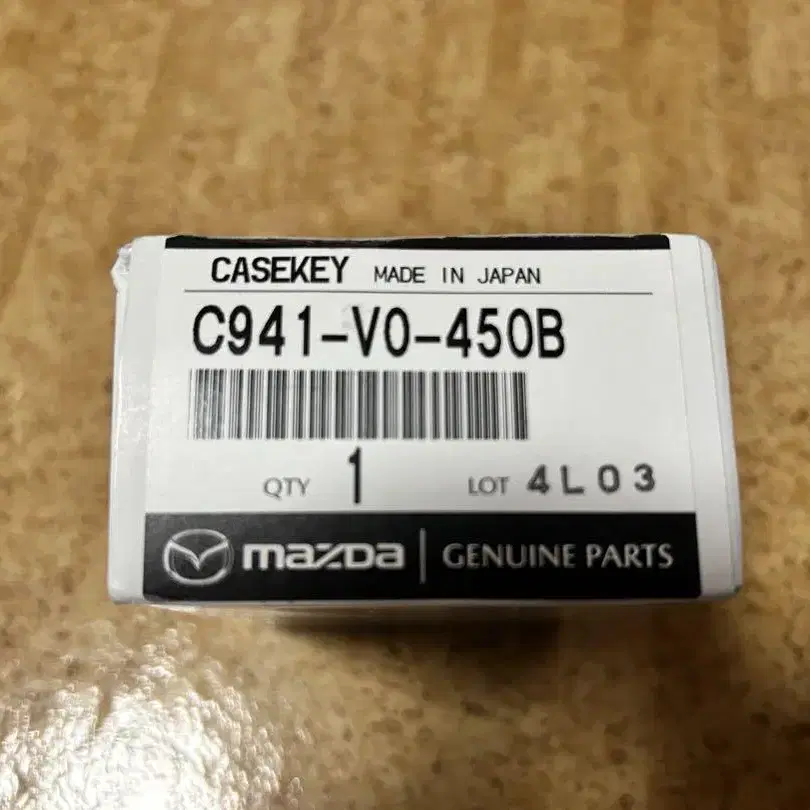 CASEKEY MADE IN JAPAN
C941-V0-450B
QTY 1 LOT 4L03
mazda GENUINE PARTS